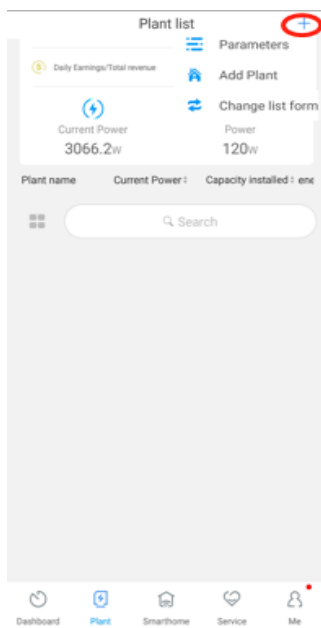 Plant list +
Parameters
Daily Earnings/Total revenue
Add Plant
Change list form
Current Power
Power
3066.2W
120W
Plant name Current Power Capacity installed ene
Search
Dashboard Plant Smarthome Service Me